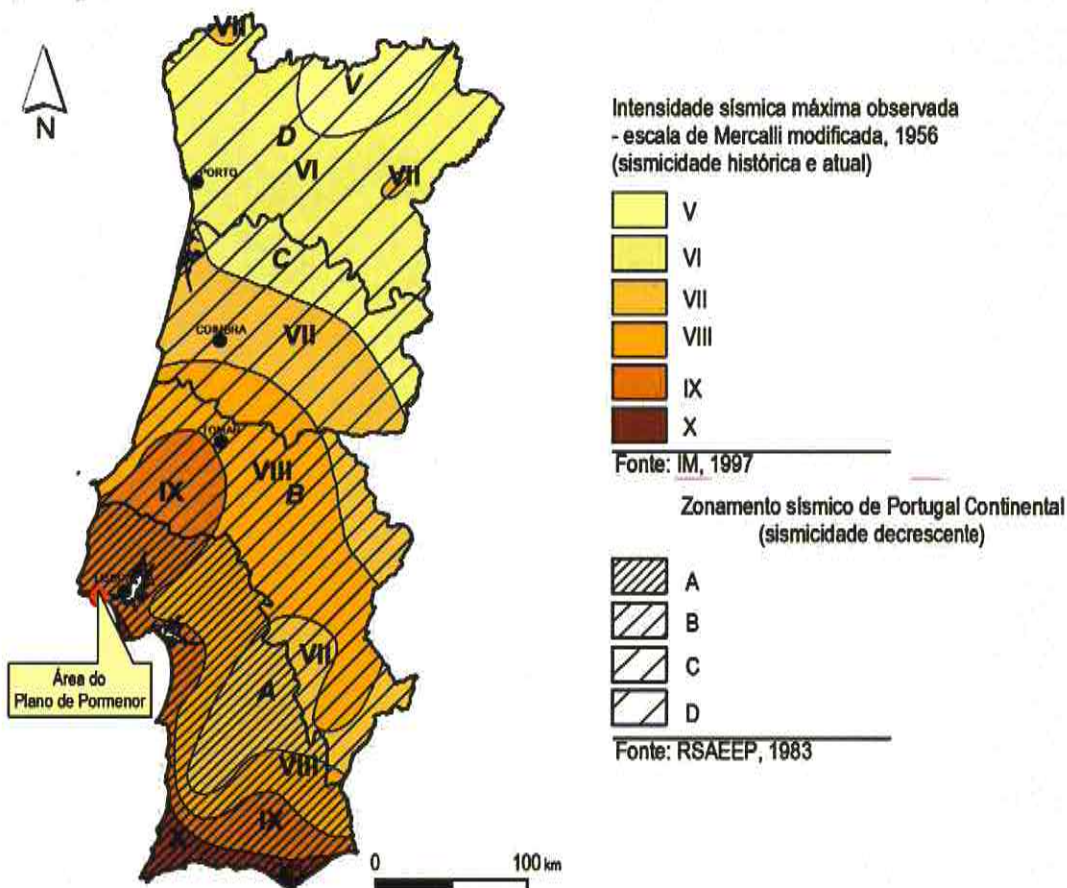 VII
V
N
D
VI
PORTO
VII
C
COIMBRA
VII
TOMAR
VIII
B
IX
Área do
Plano de Pormenor
VII
A
VIII
IX
X
0
100 km
Intensidade sísmica máxima observada
- escala de Mercalli modificada, 1956
(sismicidade histórica e atual)
V
VI
VII
VIII
IX
X
Fonte: IM, 1997
Zonamento sísmico de Portugal Continental
(sismicidade decrescente)
A
B
C
D
Fonte: RSAEEP, 1983